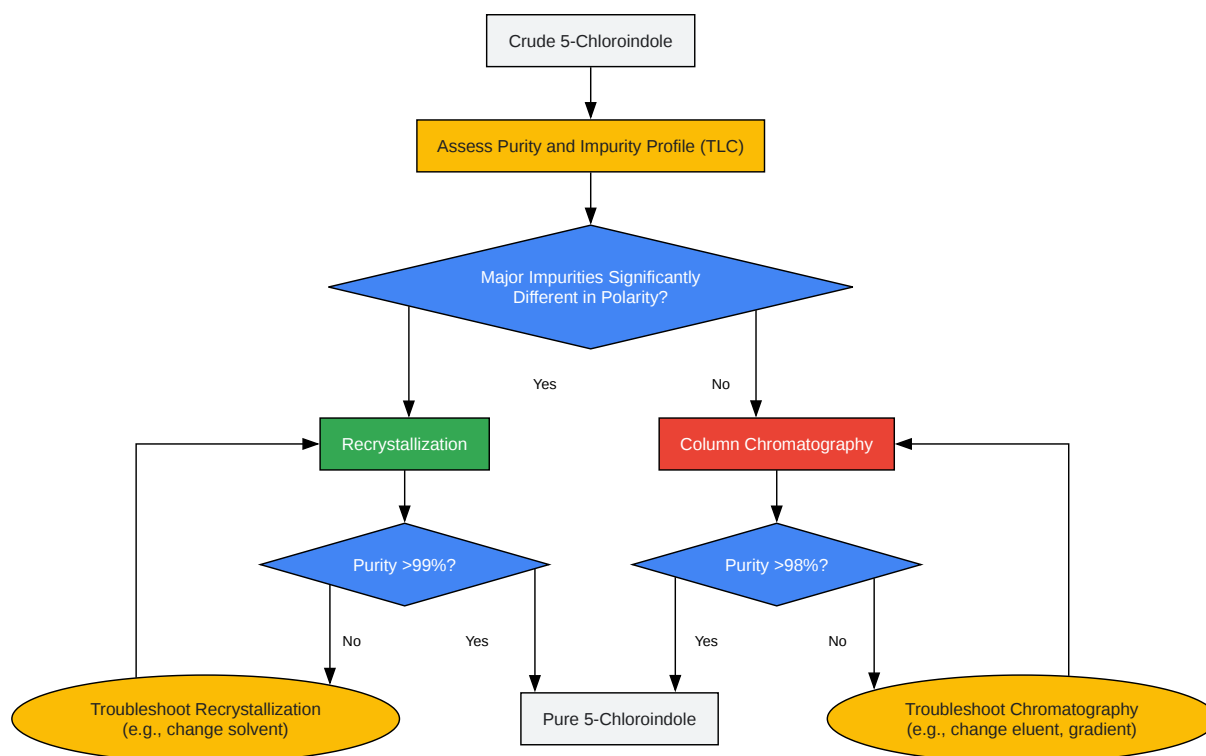 Crude 5-Chloroindole
Assess Purity and Impurity Profile (TLC)
Major Impurities Significantly
Different in Polarity?
Yes
No
Recrystallization
Column Chromatography
Purity >99%?
Purity >98%?
No
Yes
Yes
No
Troubleshoot Recrystallization
(e.g., change solvent)
Pure 5-Chloroindole
Troubleshoot Chromatography
(e.g., change eluent, gradient)